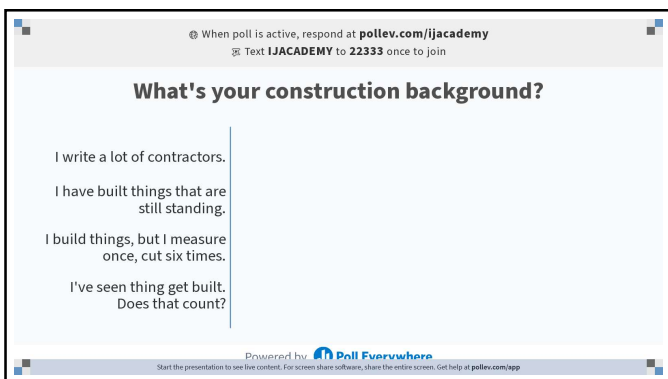 When poll is active, respond at pollev.com/ijacademy
Text IJACADEMY to 22333 once to join
What's your construction background?
I write a lot of contractors.
I have built things that are
still standing.
I build things, but I measure
once, cut six times.
I've seen thing get built.
Does that count?
Powered by Poll Everywhere
Start the presentation to see live content. For screen share software, share the entire screen. Get help at pollev.com/app